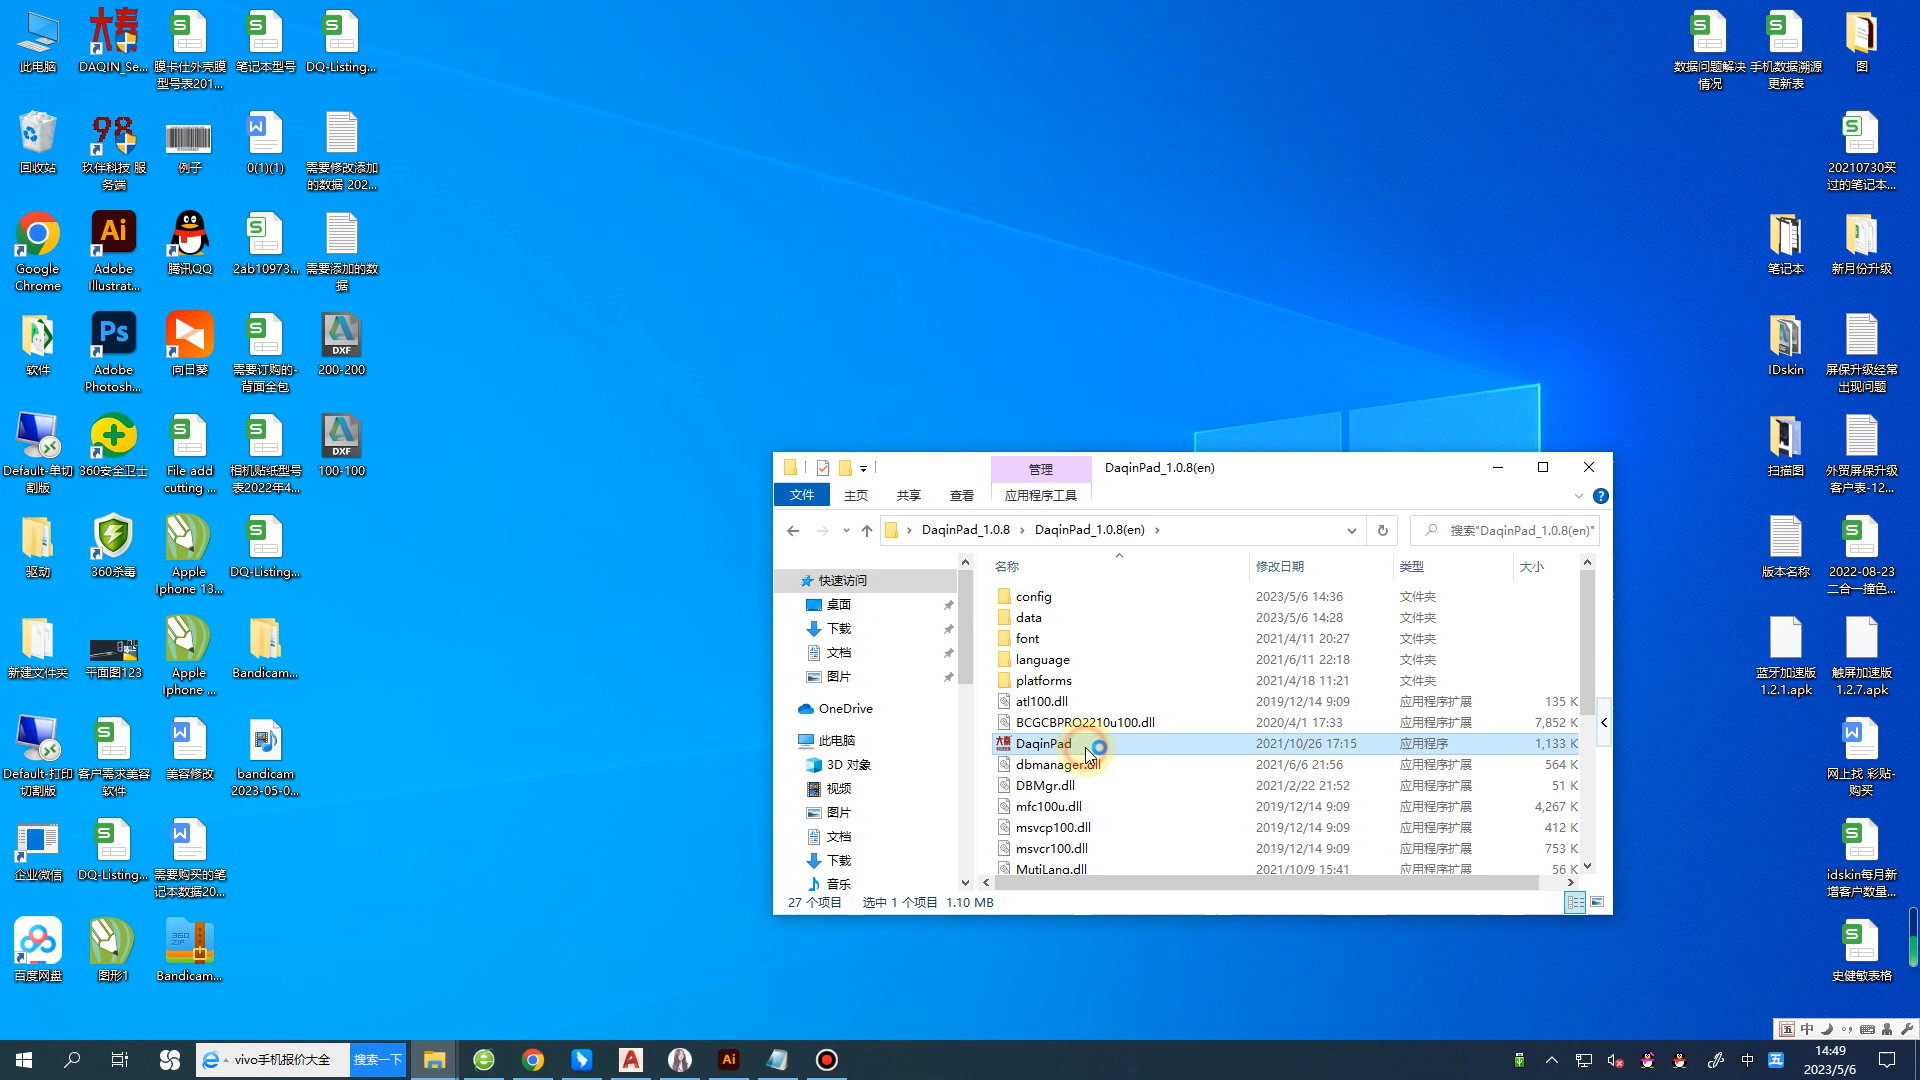 此电脑
DAQIN_Se...
膜卡仕外壳膜
型号表201...
笔记本型号
DQ-Listing...
回收站
玖伴科技 服
务端
例子
0(1)(1)
需要修改添加
的数据 202...
Google
Chrome
Adobe
Illustrat...
腾讯QQ
2ab10973...
需要添加的数
据
软件
Adobe
Photosh...
向日葵
需要订购的-
背面全包
200-200
Default-单切
割版
360安全卫士
File add
cutting ...
相机贴纸型号
表2022年4...
100-100
驱动
360杀毒
Apple
Iphone 13...
DQ-Listing...
新建文件夹
平面图123
Apple
Iphone ...
Bandicam...
Default-打印
切割版
客户需求美容
软件
美容修改
bandicam
2023-05-0...
企业微信
DQ-Listing...
需要购买的笔
记本数据20...
百度网盘
图形1
Bandicam...
数据问题解决
情况
手机数据溯源
更新表
图
20210730买
过的笔记本...
笔记本
新月份升级
IDskin
屏保升级经常
出现问题
扫描图
外贸屏保升级
客户表-12...
版本名称
2022-08-23
二合一撞色...
蓝牙加速版
1.2.1.apk
触屏加速版
1.2.7.apk
网上找 彩贴-
购买
idskin每月新
增客户数量...
史健敏表格
管理
DaqinPad_1.0.8(en)
文件
主页
共享
查看
应用程序工具
DaqinPad_1.0.8
DaqinPad_1.0.8(en)
搜索"DaqinPad_1.0.8(en)"
快速访问
桌面
下载
文档
图片
OneDrive
此电脑
3D 对象
视频
图片
文档
下载
音乐
名称 修改日期 类型 大小
config 2023/5/6 14:36 文件夹
data 2023/5/6 14:28 文件夹
font 2021/4/11 20:27 文件夹
language 2021/6/11 22:18 文件夹
platforms 2021/4/18 11:21 文件夹
atl100.dll 2019/12/14 9:09 应用程序扩展 135 K
BCGCBPRO2210u100.dll 2020/4/1 17:33 应用程序扩展 7,852 K
DaqinPad 2021/10/26 17:15 应用程序 1,133 K
dbmanager.dll 2021/6/6 21:56 应用程序扩展 564 K
DBMgr.dll 2021/2/22 21:52 应用程序扩展 51 K
mfc100u.dll 2019/12/14 9:09 应用程序扩展 4,267 K
msvcp100.dll 2019/12/14 9:09 应用程序扩展 412 K
msvcr100.dll 2019/12/14 9:09 应用程序扩展 753 K
MutiLang.dll 2021/10/9 15:41 应用程序扩展 56 K
27 个项目 选中 1 个项目 1.10 MB
五 中
vivo手机报价大全
搜索一下
中
五
14:49
2023/5/6